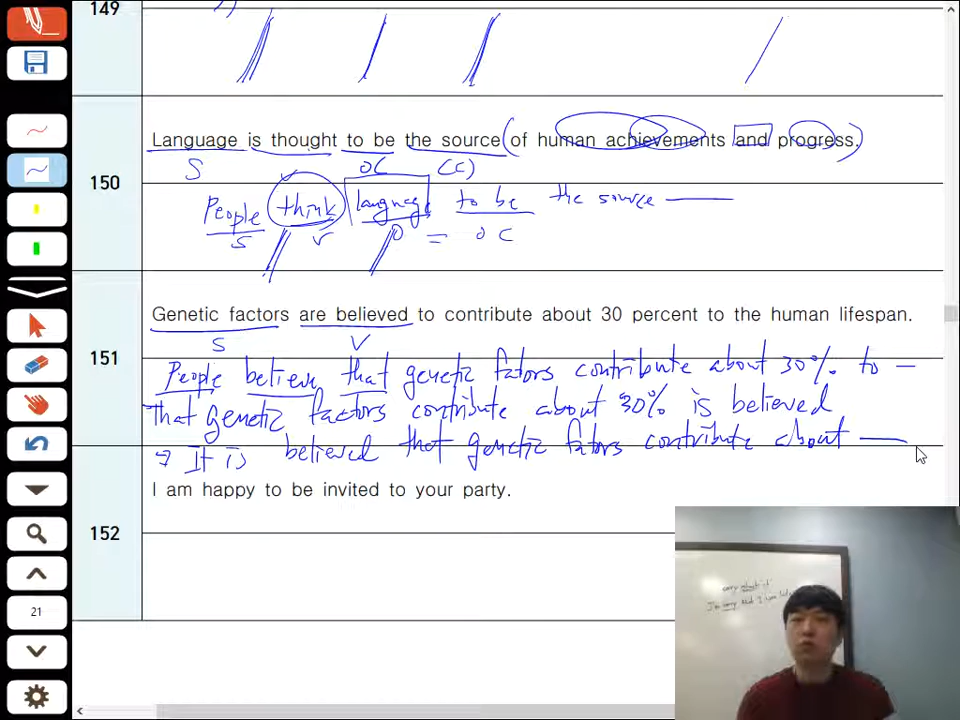 149
Language is thought to be the source (of human achievements and progress.)
S OC (C)
150
People think language to be the source
S V O = OC
Genetic factors are believed to contribute about 30 percent to the human lifespan.
S V
151
People believe that genetic factors contribute about 30% to
that genetic factors contribute about 30% is believed
→ It is believed that genetic factors contribute about
I am happy to be invited to your party.
152
21